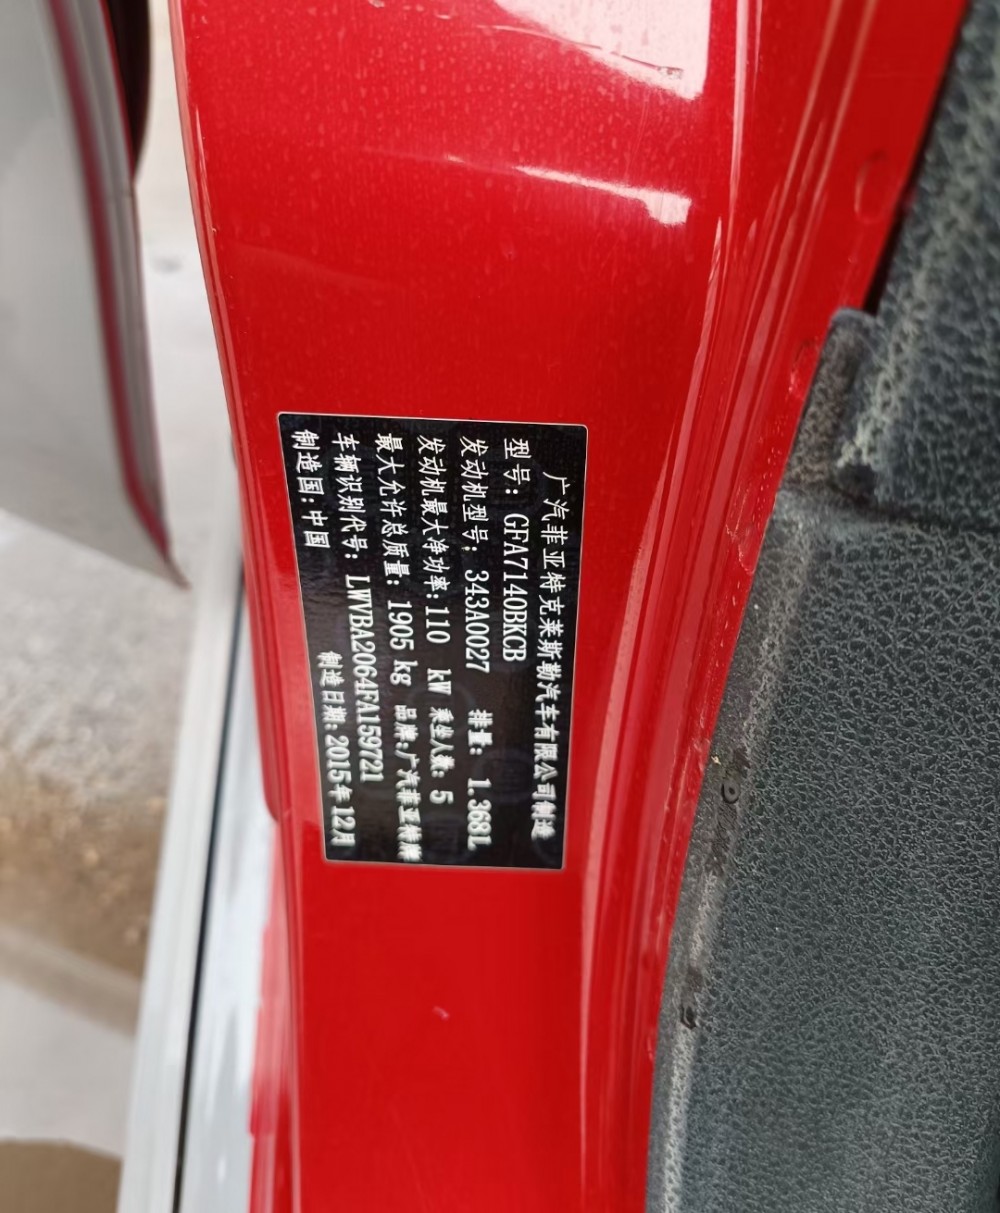 广汽菲亚特克莱斯勒汽车有限公司制造
型号: GFA7140BKCB
发动机型号: 343A0027 排量: 1.368L
发动机最大净功率: 110 kW 乘坐人数: 5
最大允许总质量: 1905 kg 品牌: 广汽菲亚特牌
车辆识别代号: LWVBA2064FA159721
制造国: 中国 制造日期: 2015年12月